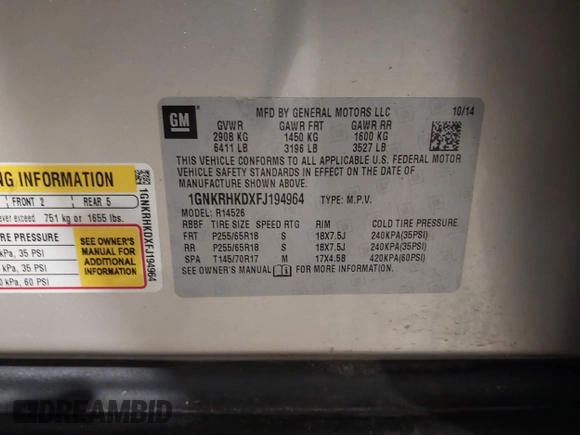 GM
MFD BY GENERAL MOTORS LLC 10/14
GVWR GAWR FRT GAWR RR
2908 KG 1450 KG 1600 KG
6411 LB 3196 LB 3527 LB
THIS VEHICLE CONFORMS TO ALL APPLICABLE U.S. FEDERAL MOTOR
VEHICLE SAFETY STANDARDS IN EFFECT ON THE DATE OF
MANUFACTURE SHOWN ABOVE.
1GNKRHKDXFJ194964 TYPE: M.P.V.
MODEL: R14526 COLD TIRE
RBBF TIRE SIZE SPEED RTG RIM PRESSURE
FRT P255/65R18 S 18X7.5J 240KPA(35PSI)
RR P255/65R18 S 18X7.5J 240KPA(35PSI)
SPA T145/70R17 M 17X4.5B 420KPA(60PSI)
SEE OWNER'S MANUAL FOR MORE INFORMATION.
NG INFORMATION
FRONT 2 REAR 5
ever exceed 751 kg or 1655 lbs.
RE PRESSURE
kPa, 35 PSI
kPa, 35 PSI
0 kPa, 60 PSI
SEE OWNER'S
MANUAL FOR
ADDITIONAL
INFORMATION
1GNKRHKDXFJ194964
DREAMBID